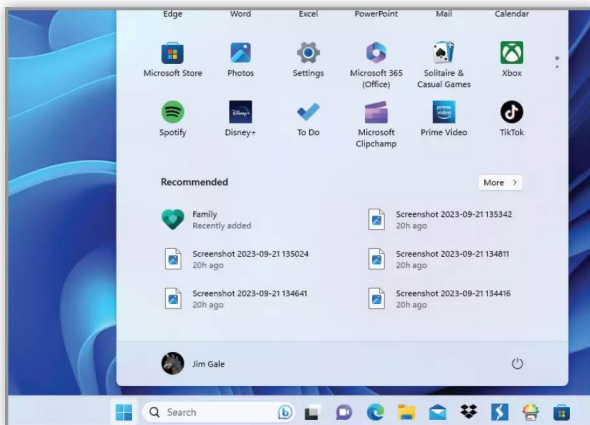 Edge Word Excel PowerPoint Mail Calendar
Microsoft Store Photos Settings Microsoft 365 Solitaire & Xbox
(Office) Casual Games
Disney+
prime video
Spotify Disney+ To Do Microsoft Prime Video TikTok
Clipchamp
Recommended More >
Family Screenshot 2023-09-21 135342
Recently added 20h ago
Screenshot 2023-09-21 135024 Screenshot 2023-09-21 134811
20h ago 20h ago
Screenshot 2023-09-21 134641 Screenshot 2023-09-21 134416
20h ago 20h ago
Jim Gale
Search